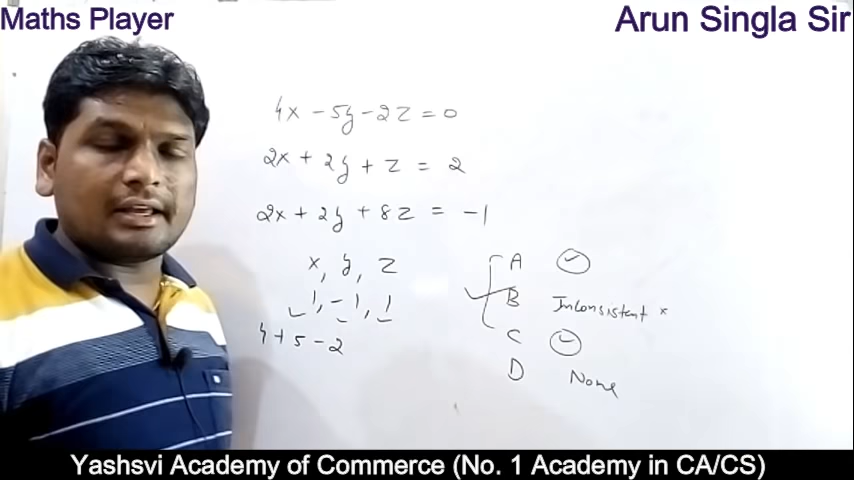 Maths Player
Arun Singla Sir
4x - 5y - 2z = 0
2x + 2y + z = 2
2x + 2y + 8z = -1
x, y, z
1, -1, 1
4 + 5 - 2
A ✓
B Inconsistent ×
C ✓
D None
Yashsvi Academy of Commerce (No. 1 Academy in CA/CS)